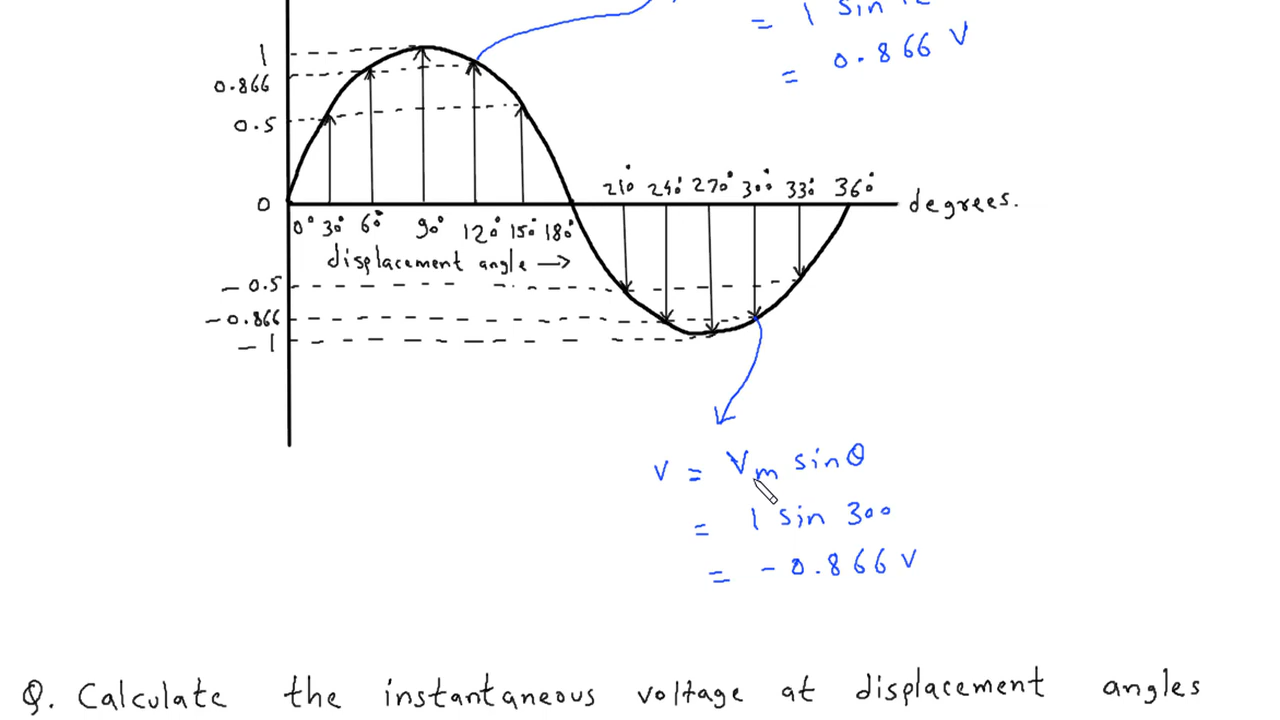 = 1 sin
= 0.866 V
1
0.866
0.5
0
210° 240° 270° 300° 330° 360°
degrees.
0° 30° 60° 90° 120° 150° 180°
displacement angle →
-0.5
-0.866
-1
v = Vm sinθ
= 1 sin 300
= -0.866 V
Q. Calculate the instantaneous voltage at displacement angles